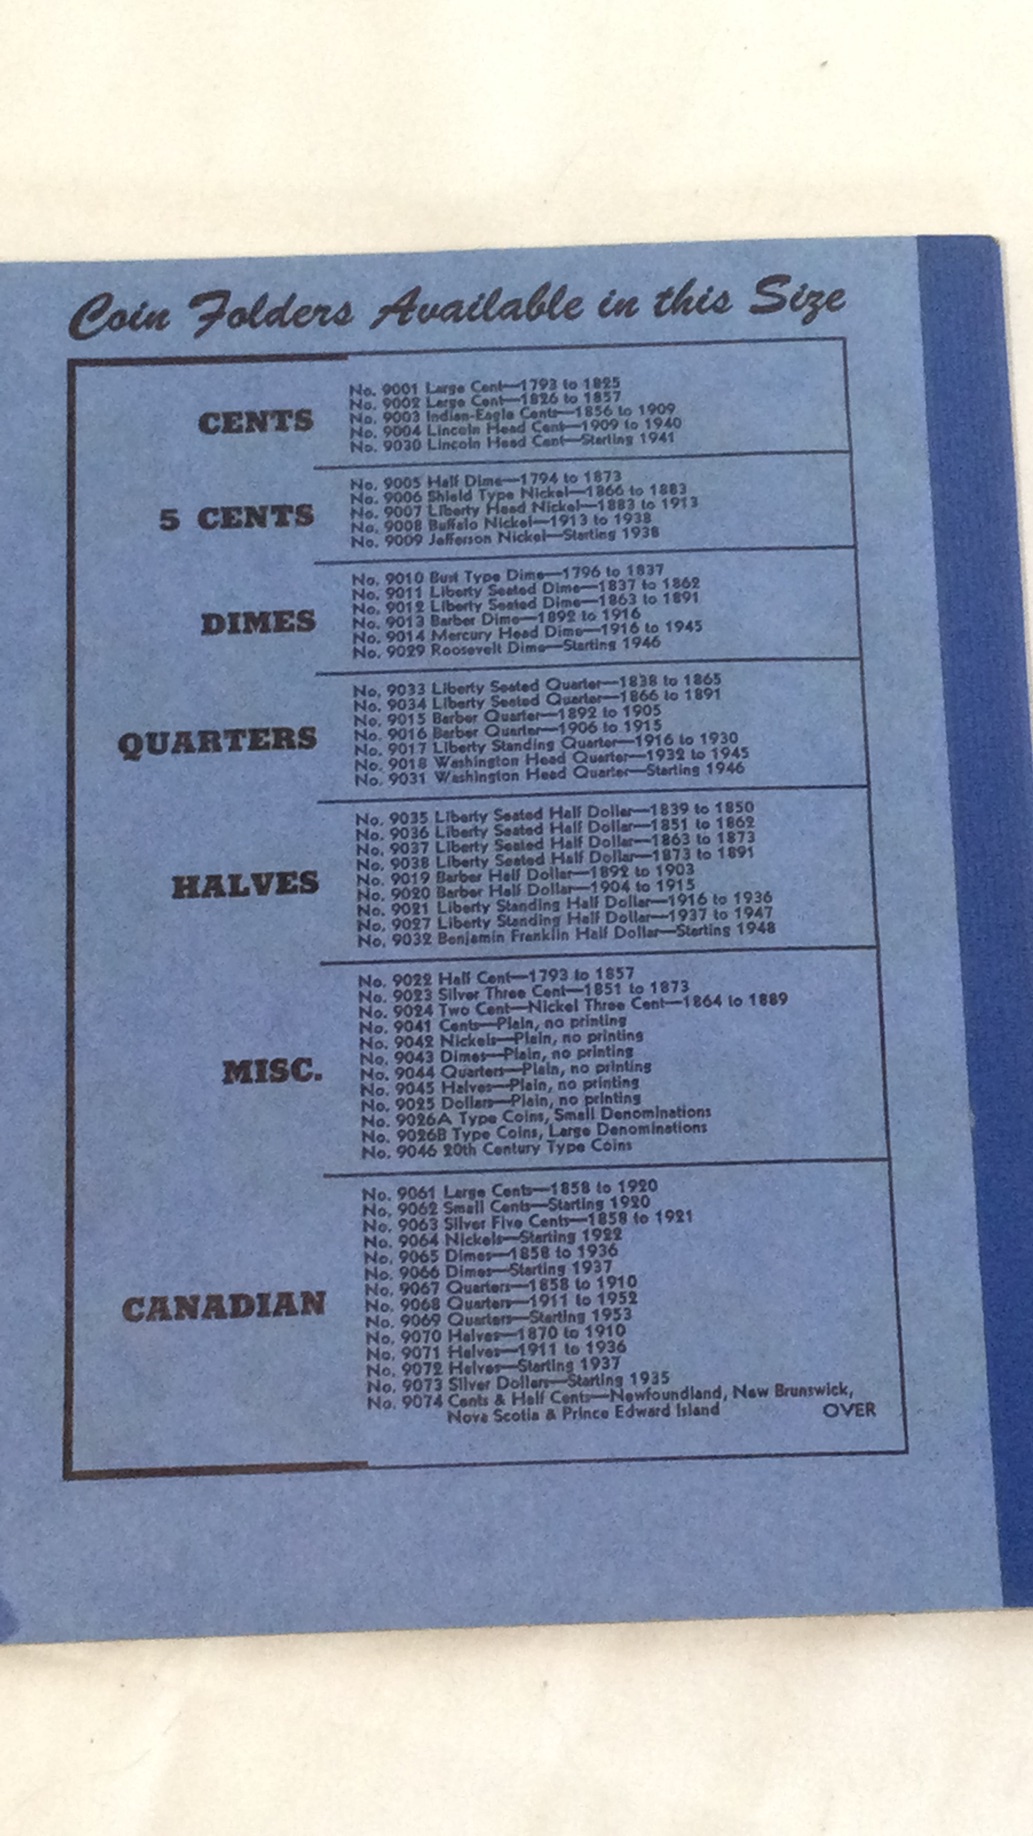 Coin Folders Available in this Size
CENTS
No. 9001 Large Cent—1793 to 1825
No. 9002 Large Cent—1826 to 1857
No. 9003 Indian-Eagle Cents—1856 to 1909
No. 9004 Lincoln Head Cent—1909 to 1940
No. 9030 Lincoln Head Cent—Starting 1941
5 CENTS
No. 9005 Half Dime—1794 to 1873
No. 9006 Shield Type Nickel—1866 to 1883
No. 9007 Liberty Head Nickel—1883 to 1913
No. 9008 Buffalo Nickel—1913 to 1938
No. 9009 Jefferson Nickel—Starting 1938
DIMES
No. 9010 Bust Type Dime—1796 to 1837
No. 9011 Liberty Seated Dime—1837 to 1862
No. 9012 Liberty Seated Dime—1863 to 1891
No. 9013 Barber Dime—1892 to 1916
No. 9014 Mercury Head Dime—1916 to 1945
No. 9029 Roosevelt Dime—Starting 1946
QUARTERS
No. 9033 Liberty Seated Quarter—1838 to 1865
No. 9034 Liberty Seated Quarter—1866 to 1891
No. 9015 Barber Quarter—1892 to 1905
No. 9016 Barber Quarter—1906 to 1915
No. 9017 Liberty Standing Quarter—1916 to 1930
No. 9018 Washington Head Quarter—1932 to 1945
No. 9031 Washington Head Quarter—Starting 1946
HALVES
No. 9035 Liberty Seated Half Dollar—1839 to 1850
No. 9036 Liberty Seated Half Dollar—1851 to 1862
No. 9037 Liberty Seated Half Dollar—1863 to 1873
No. 9038 Liberty Seated Half Dollar—1873 to 1891
No. 9019 Barber Half Dollar—1892 to 1903
No. 9020 Barber Half Dollar—1904 to 1915
No. 9021 Liberty Standing Half Dollar—1916 to 1936
No. 9027 Liberty Standing Half Dollar—1937 to 1947
No. 9032 Benjamin Franklin Half Dollar—Starting 1948
MISC.
No. 9022 Half Cent—1793 to 1857
No. 9023 Silver Three Cent—1851 to 1873
No. 9024 Two Cent—Nickel Three Cent—1864 to 1889
No. 9041 Cents—Plain, no printing
No. 9042 Nickels—Plain, no printing
No. 9043 Dimes—Plain, no printing
No. 9044 Quarters—Plain, no printing
No. 9045 Halves—Plain, no printing
No. 9025 Dollars—Plain, no printing
No. 9026A Type Coins, Small Denominations
No. 9026B Type Coins, Large Denominations
No. 9046 20th Century Type Coins
CANADIAN
No. 9061 Large Cents—1858 to 1920
No. 9062 Small Cents—Starting 1920
No. 9063 Silver Five Cents—1858 to 1921
No. 9064 Nickels—Starting 1922
No. 9065 Dimes—1858 to 1936
No. 9066 Dimes—Starting 1937
No. 9067 Quarters—1858 to 1910
No. 9068 Quarters—1911 to 1952
No. 9069 Quarters—Starting 1953
No. 9070 Halves—1870 to 1910
No. 9071 Halves—1911 to 1936
No. 9072 Halves—Starting 1937
No. 9073 Silver Dollars—Starting 1935
No. 9074 Cents & Half Cents—Newfoundland, New Brunswick,
Nova Scotia & Prince Edward Island OVER